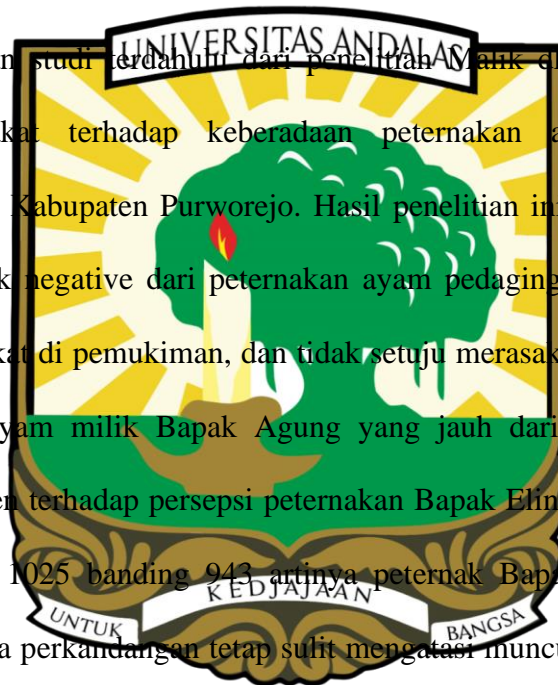 UNIVERSITAS ANDALAS
n studi terdahulu dari penelitian Malik
kat terhadap keberadaan peternakan a
Kabupaten Purworejo. Hasil penelitian in
k negative dari peternakan ayam pedaging
kat di pemukiman, dan tidak setuju merasak
yam milik Bapak Agung yang jauh dari
en terhadap persepsi peternakan Bapak Elim
1025 banding 943 artinya peternak Bapa
KEDJAJAAN
UNTUK
BANGSA
a perkandangan tetap sulit mengatasi muncu